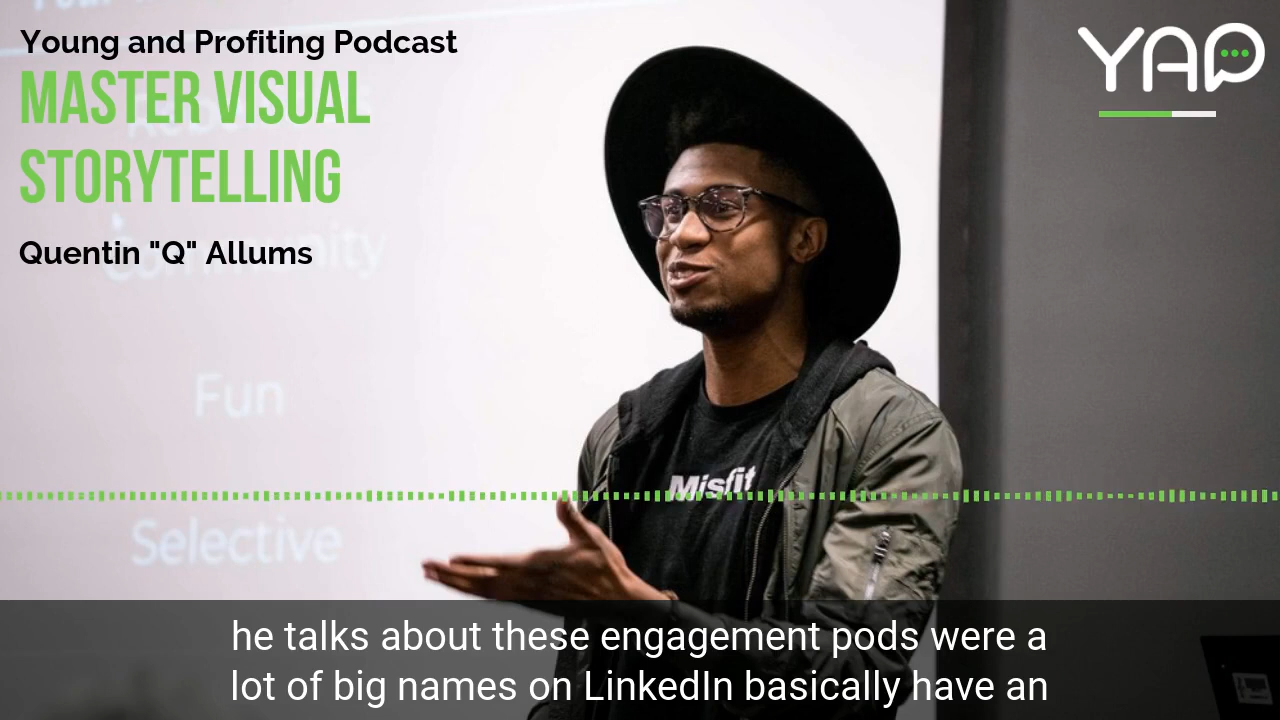 Young and Profiting Podcast
MASTER VISUAL
STORYTELLING
Quentin "Q" Allums
YAP
Fun
Misfit
Selective
he talks about these engagement pods were a
lot of big names on LinkedIn basically have an